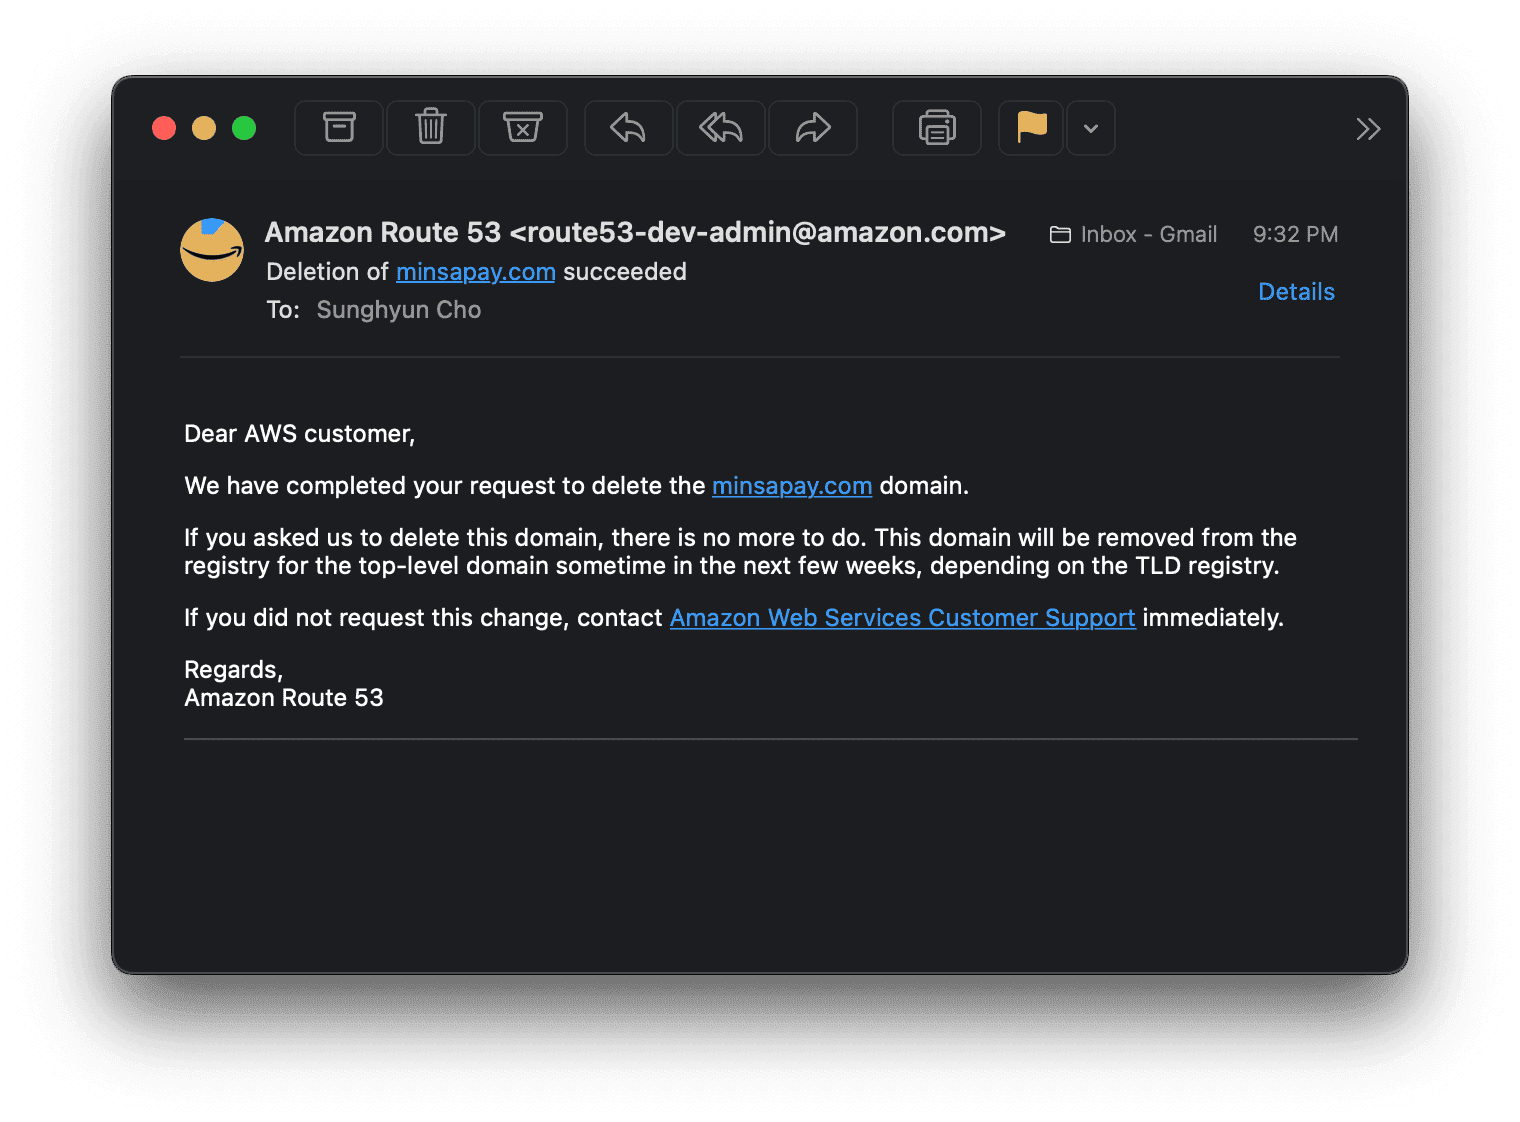 Amazon Route 53 <route53-dev-admin@amazon.com>
Inbox - Gmail
9:32 PM
Deletion of minsapay.com succeeded
Details
To: Sunghyun Cho
Dear AWS customer,
We have completed your request to delete the minsapay.com domain.
If you asked us to delete this domain, there is no more to do. This domain will be removed from the
registry for the top-level domain sometime in the next few weeks, depending on the TLD registry.
If you did not request this change, contact Amazon Web Services Customer Support immediately.
Regards,
Amazon Route 53